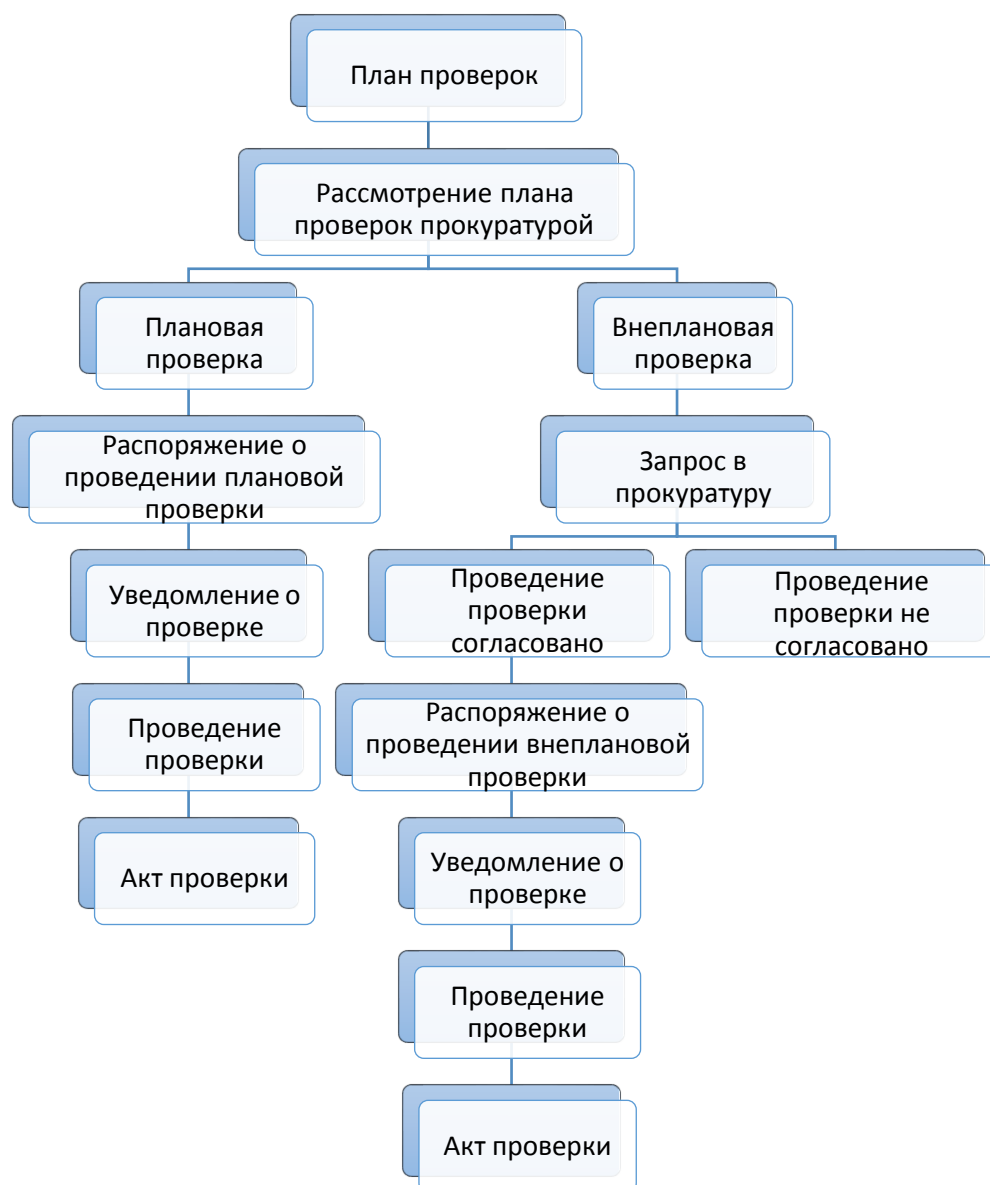 План проверок
Рассмотрение плана
проверок прокуратурой
Плановая
проверка
Внеплановая
проверка
Распоряжение о
проведении плановой
проверки
Запрос в
прокуратуру
Уведомление о
проверке
Проведение
проверки
согласовано
Проведение
проверки не
согласовано
Проведение
проверки
Распоряжение о
проведении внеплановой
проверки
Акт проверки
Уведомление о
проверке
Проведение
проверки
Акт проверки